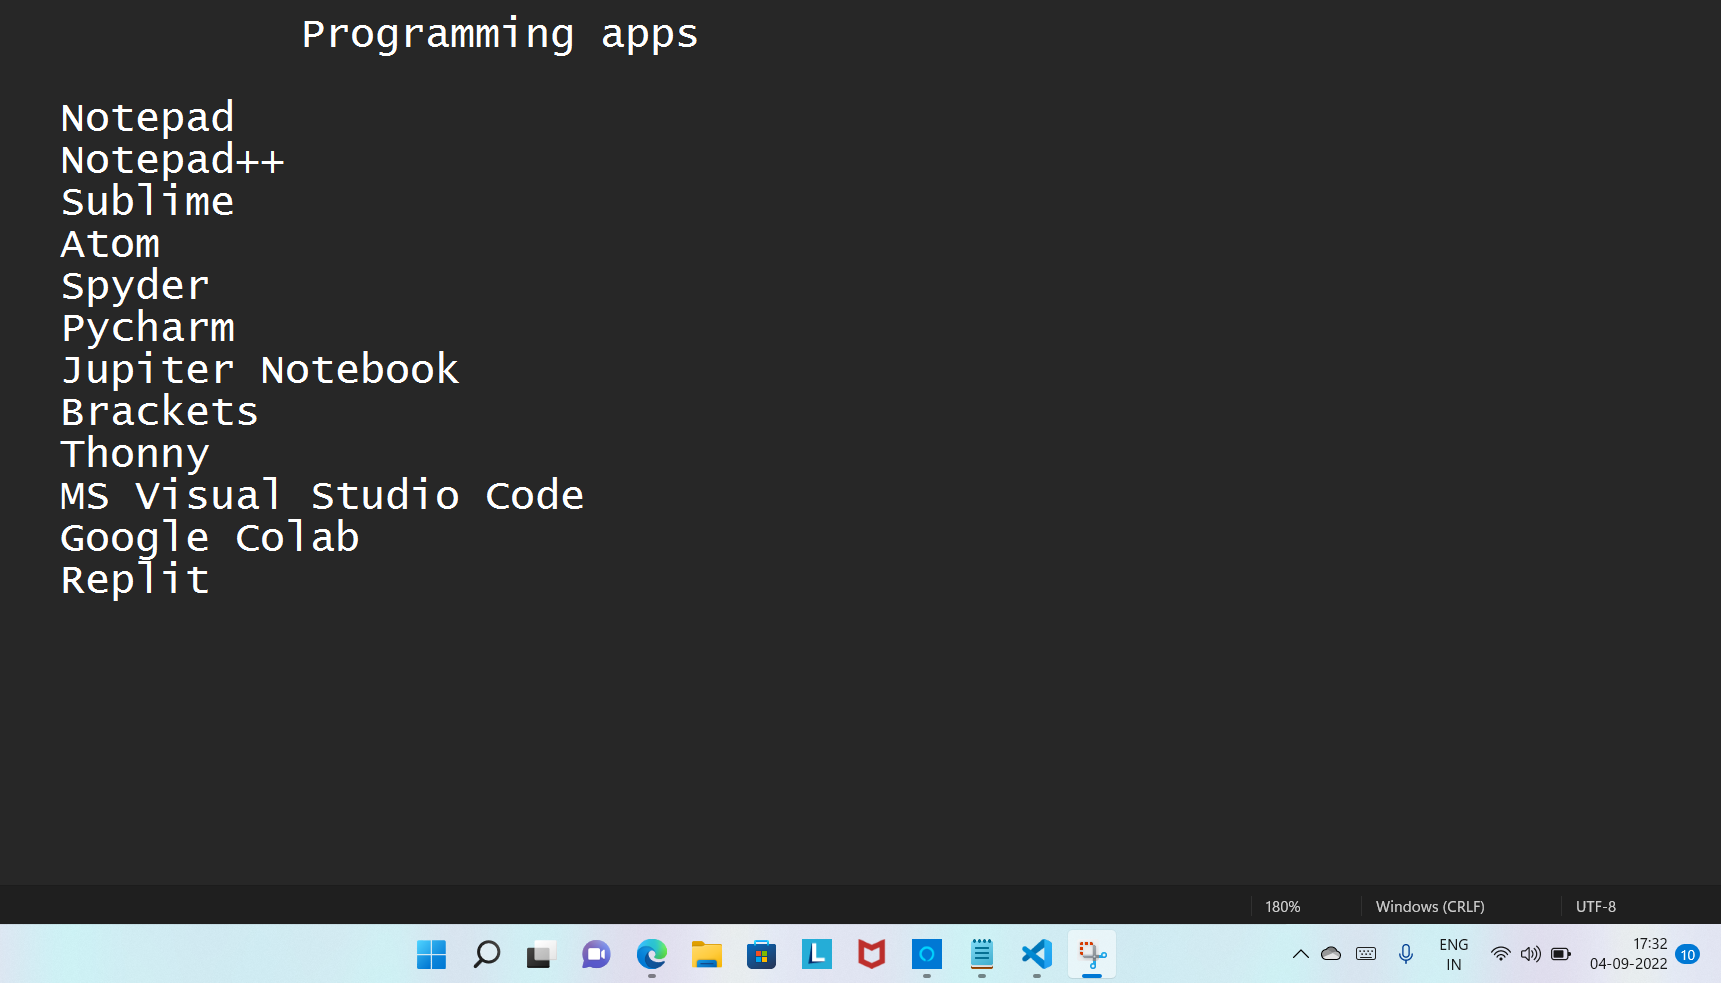 Programming apps
Notepad
Notepad++
Sublime
Atom
Spyder
Pycharm
Jupiter Notebook
Brackets
Thonny
MS Visual Studio Code
Google Colab
Replit
180%
Windows (CRLF)
UTF-8
L
ENG
IN
17:32
04-09-2022
10